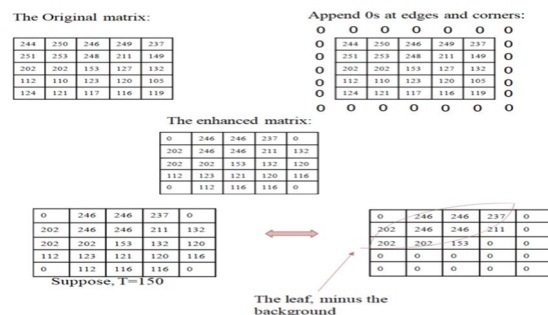 The Original matrix:
244 250 246 249 237
251 253 248 211 149
202 202 153 127 132
112 110 123 120 105
124 121 117 116 119
Append 0s at edges and corners:
0 0 0 0 0 0 0
0 244 250 246 249 237 0
0 251 253 248 211 149 0
0 202 202 153 127 132 0
0 112 110 123 120 105 0
0 124 121 117 116 119 0
0 0 0 0 0 0 0
The enhanced matrix:
0 246 246 237 0
202 246 246 211 132
202 202 153 132 120
112 123 121 120 116
0 112 116 116 0
0 246 246 237 0
202 246 246 211 132
202 202 153 132 120
112 123 121 120 116
0 112 116 116 0
Suppose, T=150
0 246 246 237 0
202 246 246 211 0
202 202 153 0 0
0 0 0 0 0
0 0 0 0 0
The leaf, minus the
background